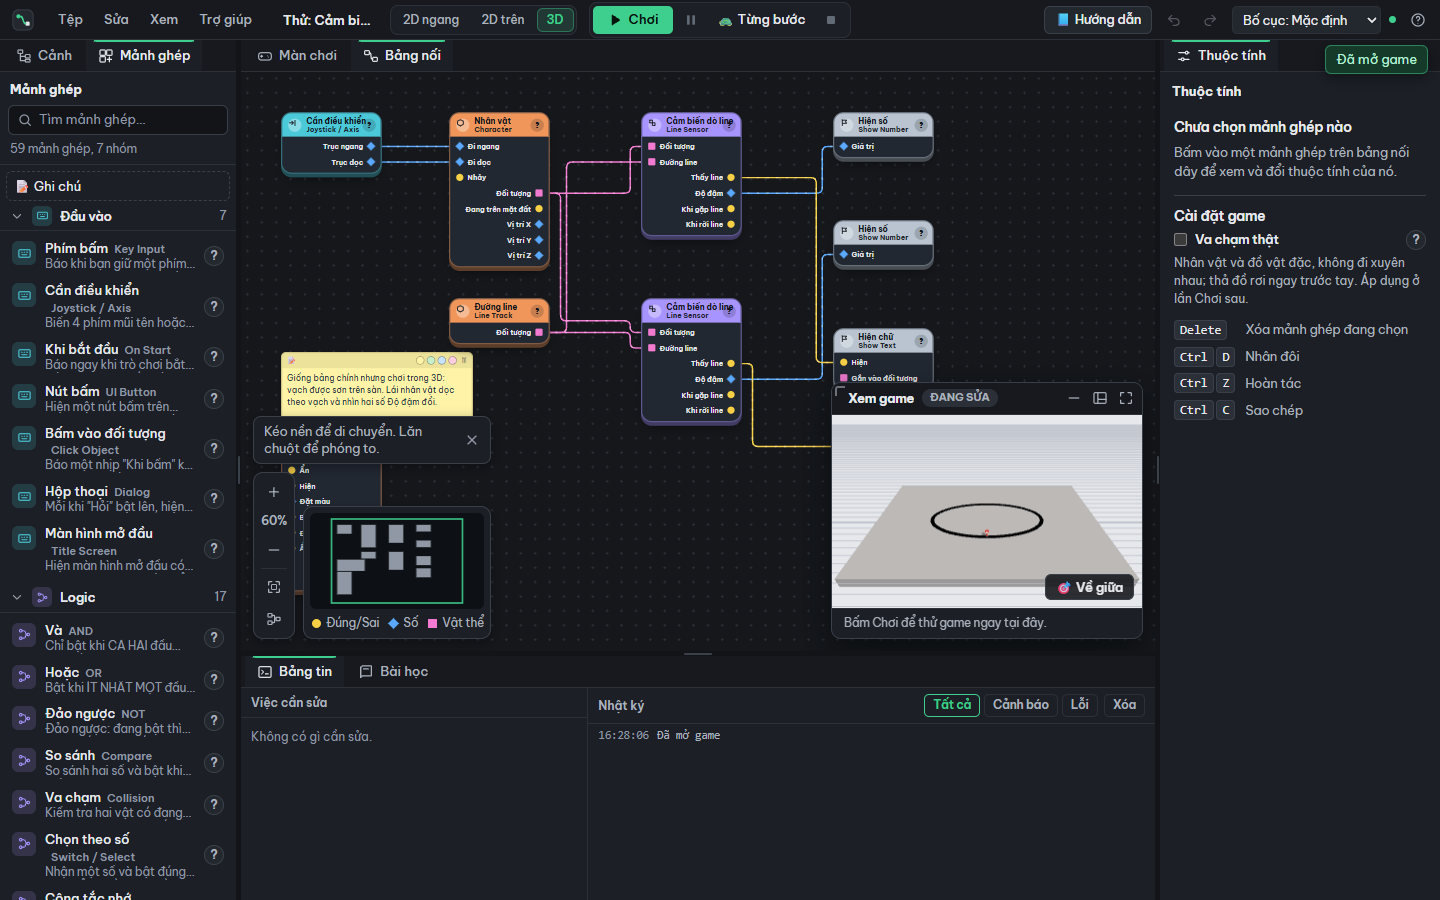 Tệp Sửa Xem Trợ giúp
Thử: Cảm bi...
2D ngang 2D trên 3D
Chơi
Từng bước
Hướng dẫn
Bố cục: Mặc định
Cảnh
Mảnh ghép
Mảnh ghép
Tìm mảnh ghép...
59 mảnh ghép, 7 nhóm
Ghi chú
Đầu vào 7
Phím bấm Key Input
Báo khi bạn giữ một phím...
?
Cần điều khiển
Joystick / Axis
Biến 4 phím mũi tên hoặc...
?
Khi bắt đầu On Start
Báo ngay khi trò chơi bắt...
?
Nút bấm UI Button
Hiện một nút bấm trên...
?
Bấm vào đối tượng
Click Object
Báo một nhịp "Khi bấm" k...
?
Hộp thoại Dialog
Mỗi khi "Hỏi" bật lên, hiện...
?
Màn hình mở đầu
Title Screen
Hiện màn hình mở đầu có...
?
Logic 17
Và AND
Chỉ bật khi CẢ HAI đầu...
?
Hoặc OR
Bật khi ÍT NHẤT MỘT đầu...
?
Đảo ngược NOT
Đảo ngược: đang bật thì...
?
So sánh Compare
So sánh hai số và bật khi...
?
Va chạm Collision
Kiểm tra hai vật có đang...
?
Chọn theo số
Switch / Select
Nhận một số và bật đúng...
?
Công tắc nhớ
Màn chơi
Bảng nối
Cần điều khiển
Joystick / Axis
?
Trục ngang
Trục dọc
Nhân vật
Character
?
Đi ngang
Đi dọc
Nhảy
Đối tượng
Đang trên mặt đất
Vị trí X
Vị trí Y
Vị trí Z
Đường line
Line Track
?
Đối tượng
Cảm biến dò line
Line Sensor
?
Đối tượng
Đường line
Thấy line
Độ đậm
Khi gặp line
Khi rời line
Cảm biến dò line
Line Sensor
?
Đối tượng
Đường line
Thấy line
Độ đậm
Khi gặp line
Khi rời line
Hiện số
Show Number
?
Giá trị
Hiện số
Show Number
?
Giá trị
Hiện chữ
Show Text
?
Hiện
Gắn vào đối tượng
Giống bảng chính nhưng chơi trong 3D:
vạch được sơn trên sàn. Lái nhân vật dọc
theo vạch và nhìn hai số Độ đậm đổi.
Kéo nền để di chuyển. Lăn
chuột để phóng to.
Ẩn
Hiện
Đặt màu
60%
Đúng/Sai Số Vật thể
Xem game ĐANG SỬA
Về giữa
Bấm Chơi để thử game ngay tại đây.
Bảng tin
Bài học
Việc cần sửa
Không có gì cần sửa.
Nhật ký
Tất cả Cảnh báo Lỗi Xóa
16:28:06 Đã mở game
Thuộc tính
Đã mở game
Thuộc tính
Chưa chọn mảnh ghép nào
Bấm vào một mảnh ghép trên bảng nối
dây để xem và đổi thuộc tính của nó.
Cài đặt game
Va chạm thật
?
Nhân vật và đồ vật đặc, không đi xuyên
nhau; thả đồ rơi ngay trước tay. Áp dụng ở
lần Chơi sau.
Delete Xóa mảnh ghép đang chọn
Ctrl D Nhân đôi
Ctrl Z Hoàn tác
Ctrl C Sao chép